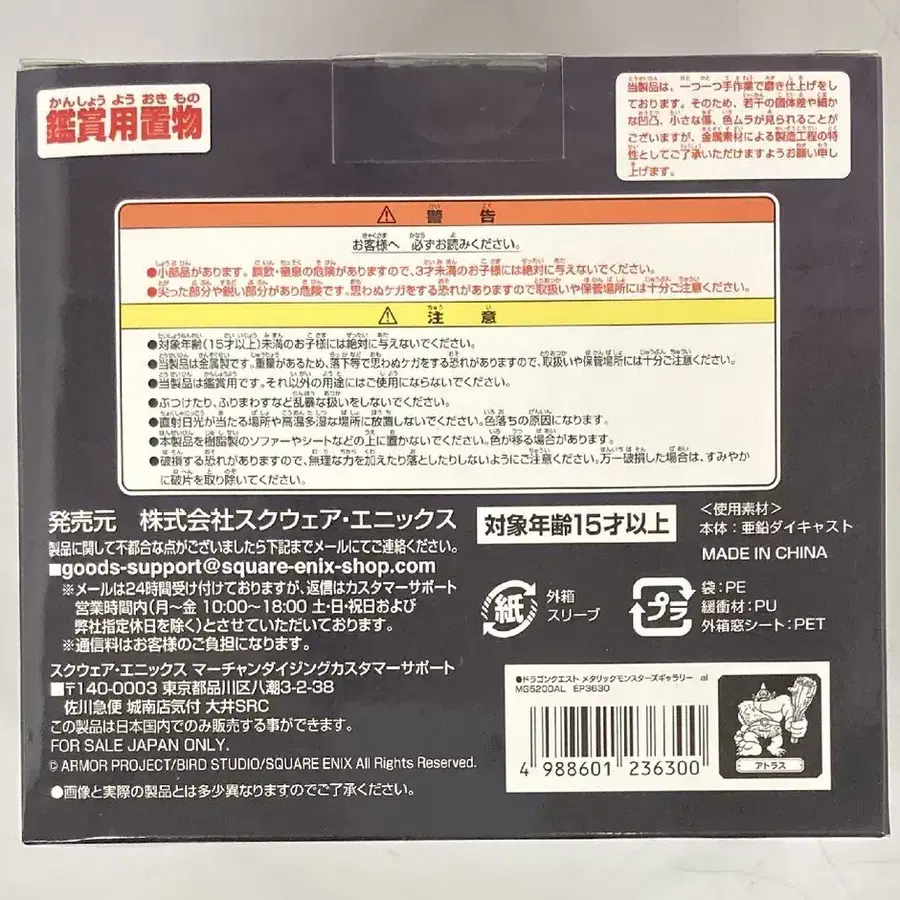 かんしょう よう おき もの
鑑賞用置物
当製品は、一つ一つ手作業で磨き仕上げをし
ております。そのため、若干の個体差や細か
な凹凸、小さな傷、色ムラが見られることが
ございますが、金属素材による製造工程の特
性としてご了承いただけますようお願い申し
上げます。
⚠ 警告
お客様へ 必ずお読みください。
●小部品があります。誤飲・窒息の危険がありますので、3才未満のお子様には絶対に与えないでください。
●尖った部分や鋭い部分があり危険です。思わぬケガをする恐れがありますので取扱いや保管場所には十分ご注意ください。
⚠ 注意
●対象年齢(15才以上)未満のお子様には絶対に与えないでください。
●当製品は金属製です。重量があるため、落下等で思わぬケガをする恐れがありますので、取扱いや保管場所には十分ご注意ください。
●当製品は鑑賞用です。それ以外の用途にはご使用にならないでください。
●ぶつけたり、ふりまわすなど乱暴な扱いをしないでください。
●直射日光が当たる場所や高温多湿な場所に放置しないでください。色落ちの原因になります。
●本製品を樹脂製のソファーやシートなどの上に置かないでください。色が移る場合があります。
●破損する恐れがありますので、無理な力を加えたり落としたりしないようにご注意ください。万一破損した場合は、すみやか
に破片を取り除いてください。
発売元 株式会社スクウェア・エニックス
製品に関して不都合な点がございましたら下記までメールにてご連絡ください。
■goods-support@square-enix-shop.com
※メールは24時間受け付けておりますが、返信はカスタマーサポート
営業時間内(月〜金 10:00〜18:00 土・日・祝日および
弊社指定休日を除く)とさせていただいております。
※通信料はお客様のご負担になります。
スクウェア・エニックス マーチャンダイジングカスタマーサポート
■〒140-0003 東京都品川区八潮3-2-38
佐川急便 城南店気付 大井SRC
この製品は日本国内でのみ販売する事ができます。
FOR SALE JAPAN ONLY.
© ARMOR PROJECT/BIRD STUDIO/SQUARE ENIX All Rights Reserved.
●画像と実際の製品とは多少異なりますのでご了承ください。
対象年齢15才以上
<使用素材>
本体：亜鉛ダイキャスト
MADE IN CHINA
紙
外箱
スリーブ
プラ
袋：PE
緩衝材：PU
外箱窓シート：PET
●ドラゴンクエスト メタリックモンスターズギャラリー al
MG5200AL EP3630
4 988601 236300
アトラス